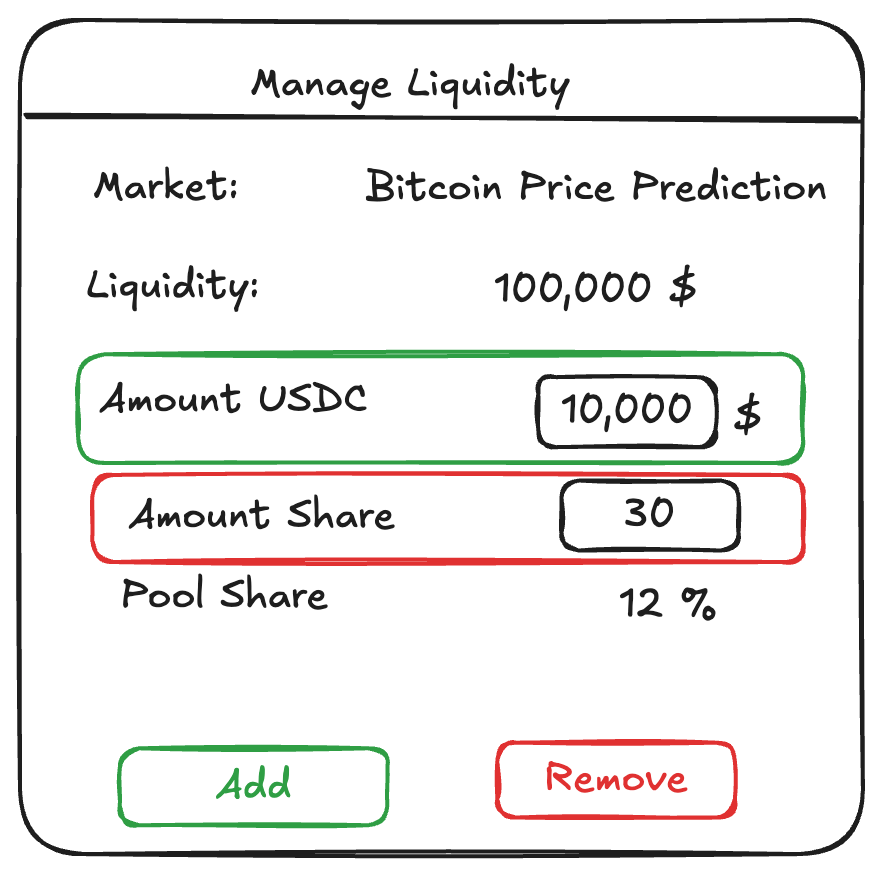 Manage Liquidity
Market: Bitcoin Price Prediction
Liquidity: 100,000 $
Amount USDC 10,000 $
Amount Share 30
Pool Share 12 %
Add Remove